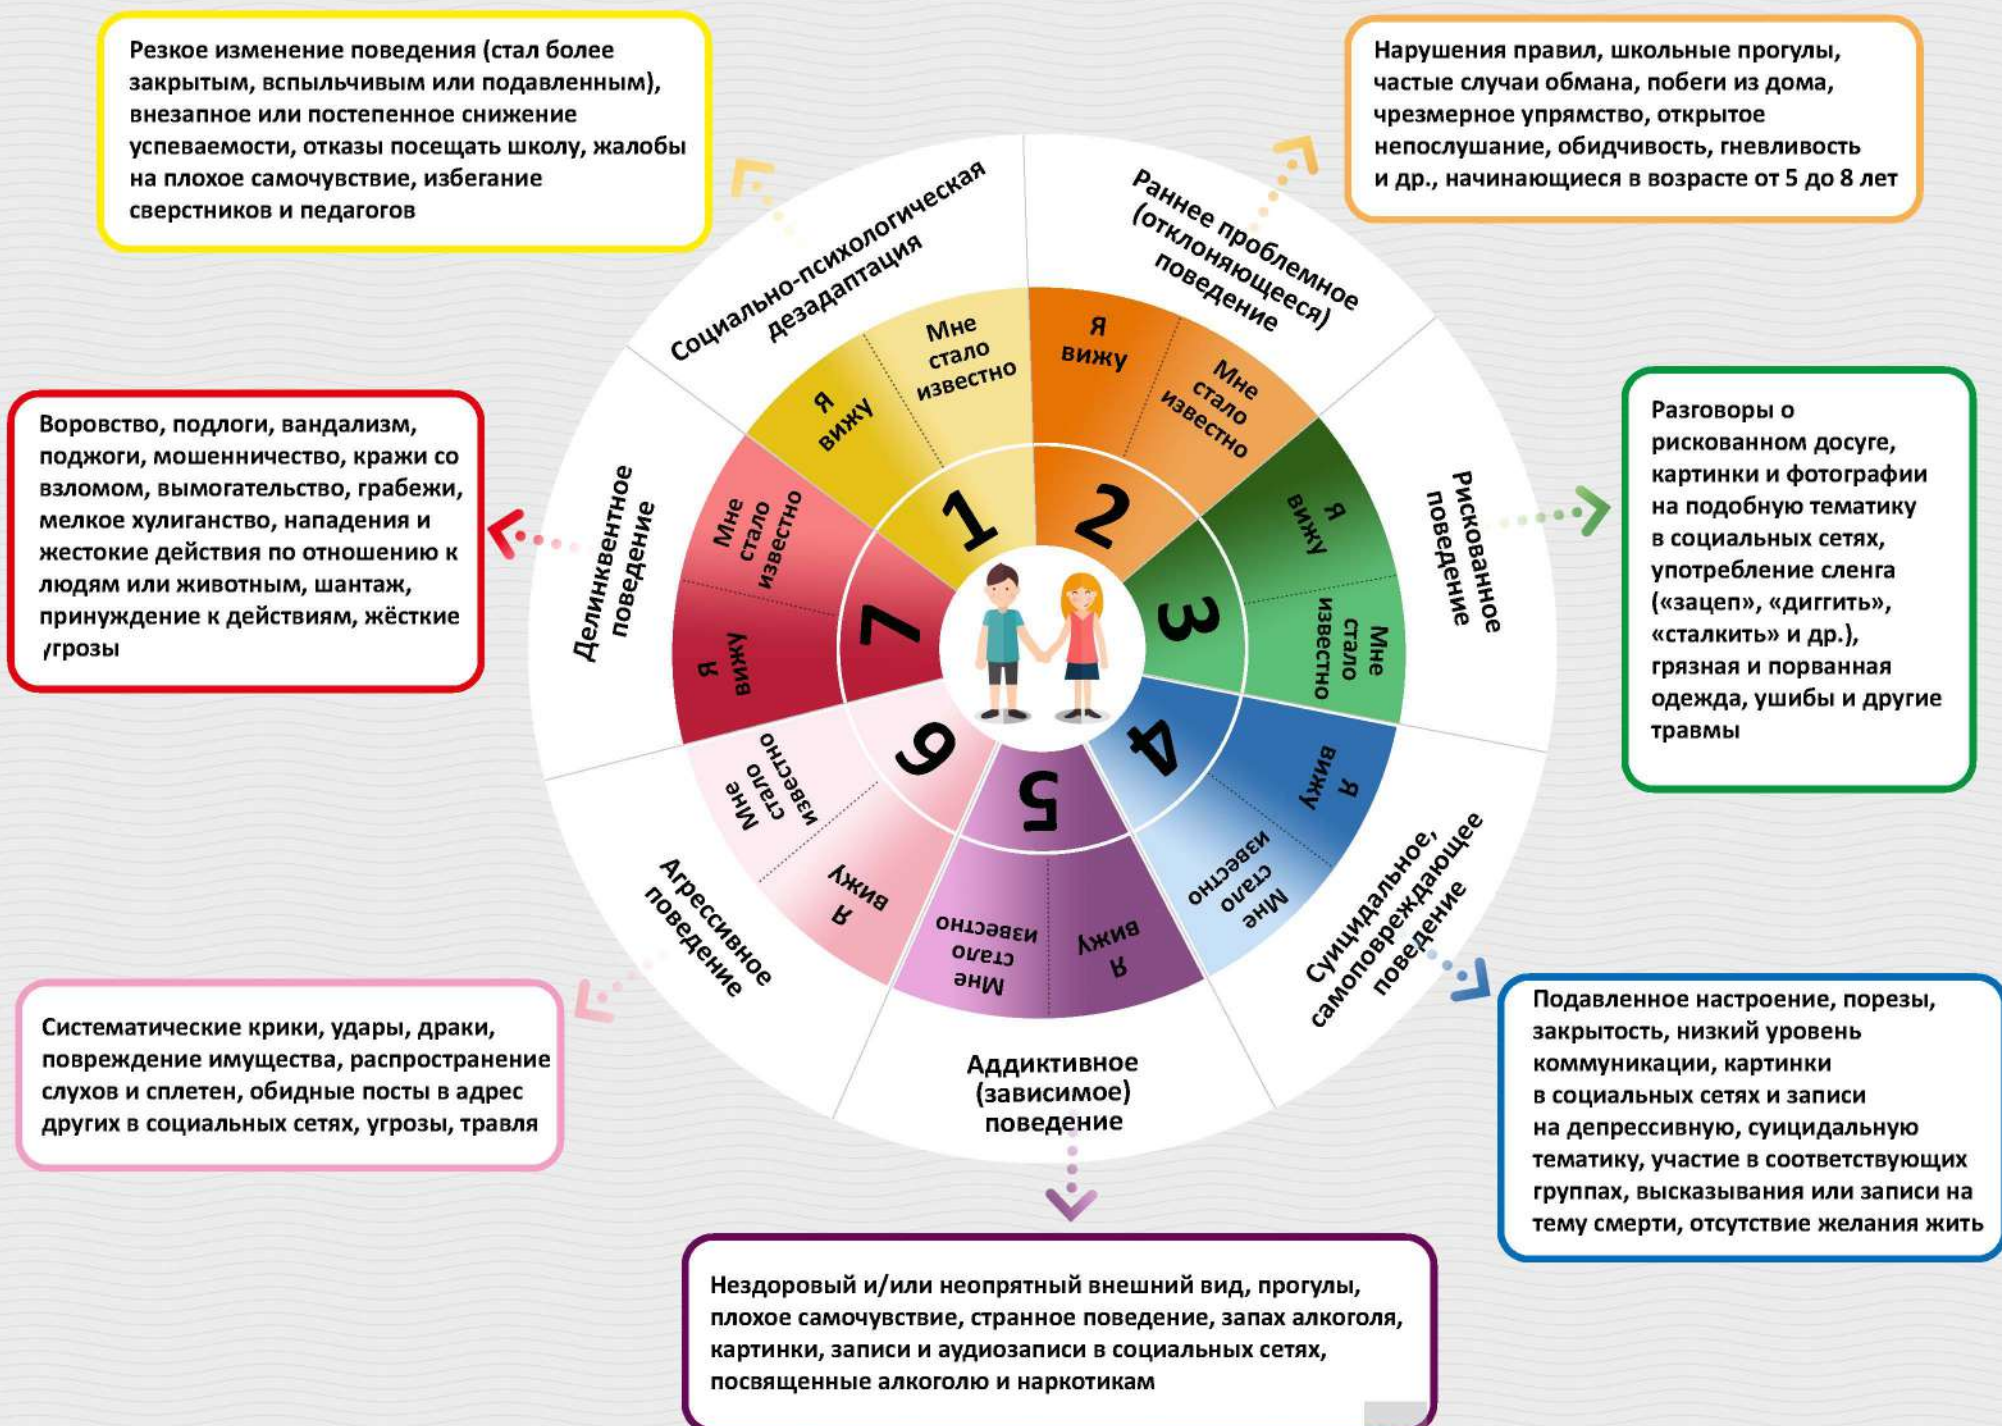 Резкое изменение поведения (стал более
закрытым, вспыльчивым или подавленным),
внезапное или постепенное снижение
успеваемости, отказы посещать школу, жалобы
на плохое самочувствие, избегание
сверстников и педагогов
Нарушения правил, школьные прогулы,
частые случаи обмана, побеги из дома,
чрезмерное упрямство, открытое
непослушание, обидчивость, гневливость
и др., начинающиеся в возрасте от 5 до 8 лет
Социально-психологическая
дезадаптация
Я
вижу
Мне
стало
известно
1
Раннее проблемное
(отклоняющееся)
поведение
Я
вижу
Мне
стало
известно
2
Рискованное
поведение
Я
вижу
Мне
стало
известно
3
Разговоры о
рискованном досуге,
картинки и фотографии
на подобную тематику
в социальных сетях,
употребление сленга
(«зацеп», «диггить»,
«сталкить» и др.),
грязная и порванная
одежда, ушибы и другие
травмы
Суицидальное,
самоповреждающее
поведение
Я
вижу
Мне
стало
известно
4
Подавленное настроение, порезы,
закрытость, низкий уровень
коммуникации, картинки
в социальных сетях и записи
на депрессивную, суицидальную
тематику, участие в соответствующих
группах, высказывания или записи на
тему смерти, отсутствие желания жить
5
Я
вижу
Мне
стало
известно
Аддиктивное
(зависимое)
поведение
Нездоровый и/или неопрятный внешний вид, прогулы,
плохое самочувствие, странное поведение, запах алкоголя,
картинки, записи и аудиозаписи в социальных сетях,
посвященные алкоголю и наркотикам
6
Я
вижу
Мне
стало
известно
Агрессивное
поведение
Систематические крики, удары, драки,
повреждение имущества, распространение
слухов и сплетен, обидные посты в адрес
других в социальных сетях, угрозы, травля
7
Я
вижу
Мне
стало
известно
Делинквентное
поведение
Воровство, подлоги, вандализм,
поджоги, мошенничество, кражи со
взломом, вымогательство, грабежи,
мелкое хулиганство, нападения и
жестокие действия по отношению к
людям или животным, шантаж,
принуждение к действиям, жёсткие
угрозы